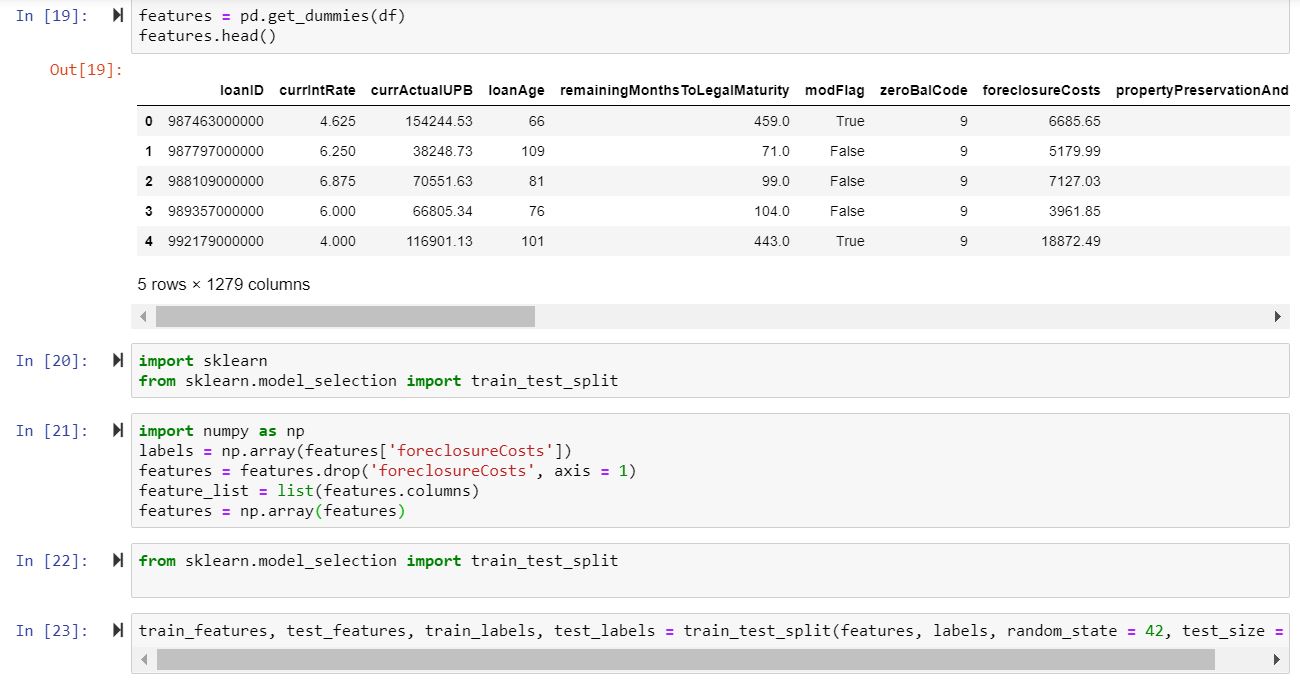 In [19]: features = pd.get_dummies(df)
features.head()
Out[19]:
loanID currIntRate currActualUPB loanAge remainingMonthsToLegalMaturity modFlag zeroBalCode foreclosureCosts propertyPreservationAnd
0 987463000000 4.625 154244.53 66 459.0 True 9 6685.65
1 987797000000 6.250 38248.73 109 71.0 False 9 5179.99
2 988109000000 6.875 70551.63 81 99.0 False 9 7127.03
3 989357000000 6.000 66805.34 76 104.0 False 9 3961.85
4 992179000000 4.000 116901.13 101 443.0 True 9 18872.49
5 rows × 1279 columns
In [20]: import sklearn
from sklearn.model_selection import train_test_split
In [21]: import numpy as np
labels = np.array(features['foreclosureCosts'])
features = features.drop('foreclosureCosts', axis = 1)
feature_list = list(features.columns)
features = np.array(features)
In [22]: from sklearn.model_selection import train_test_split
In [23]: train_features, test_features, train_labels, test_labels = train_test_split(features, labels, random_state = 42, test_size =